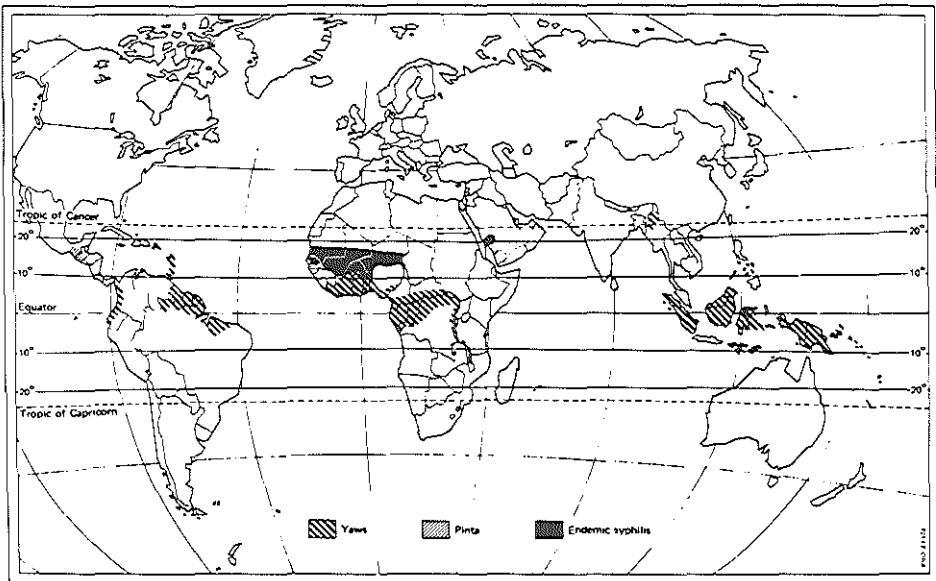 Tropic of Cancer
20° 20°
10° 10°
Equator
10° 10°
20° 20°
Tropic of Capricorn
Yaws Pinta Endemic syphilis